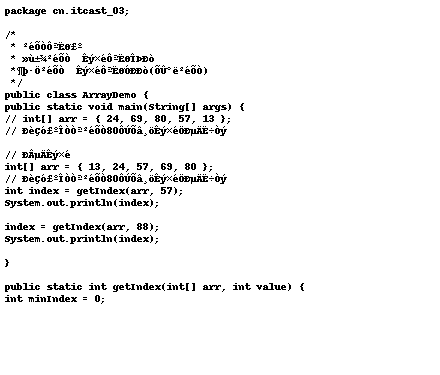 package cn.itcast_03;
/*
* ²éÕÒÔªËØ£º
* »ù±¾²éÕÒ Êý×éÔªËØÎÞÐò
*¶þ·Ö²éÕÒ Êý×éÔªËØÓÐÐò(ÕÛ°ë²éÕÒ)
*/
public class ArrayDemo {
public static void main(String[] args) {
// int[] arr = { 24, 69, 80, 57, 13 };
// ÐèÇó£ºÎÒÒª²éÕÒ80ÔÚÕâ¸öÊý×éÖÐµÄË÷Òý
// ÐÂµÄÊý×é
int[] arr = { 13, 24, 57, 69, 80 };
// ÐèÇó£ºÎÒÒª²éÕÒ80ÔÚÕâ¸öÊý×éÖÐµÄË÷Òý
int index = getIndex(arr, 57);
System.out.println(index);
index = getIndex(arr, 88);
System.out.println(index);
}
public static int getIndex(int[] arr, int value) {
int minIndex = 0;